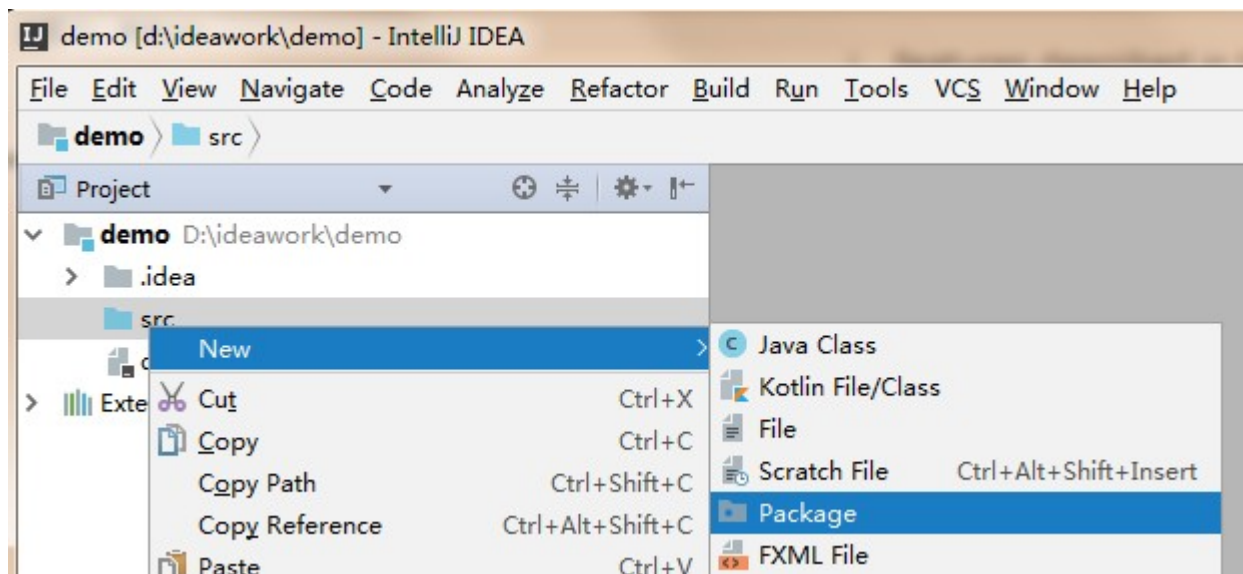 demo [d:\ideawork\demo] - IntelliJ IDEA
File Edit View Navigate Code Analyze Refactor Build Run Tools VCS Window Help
demo src
Project
demo D:\ideawork\demo
.idea
src
New
Java Class
Kotlin File/Class
Exte
Cut Ctrl+X
File
Copy Ctrl+C
Scratch File Ctrl+Alt+Shift+Insert
Copy Path Ctrl+Shift+C
Package
Copy Reference Ctrl+Alt+Shift+C
FXML File
Paste Ctrl+V